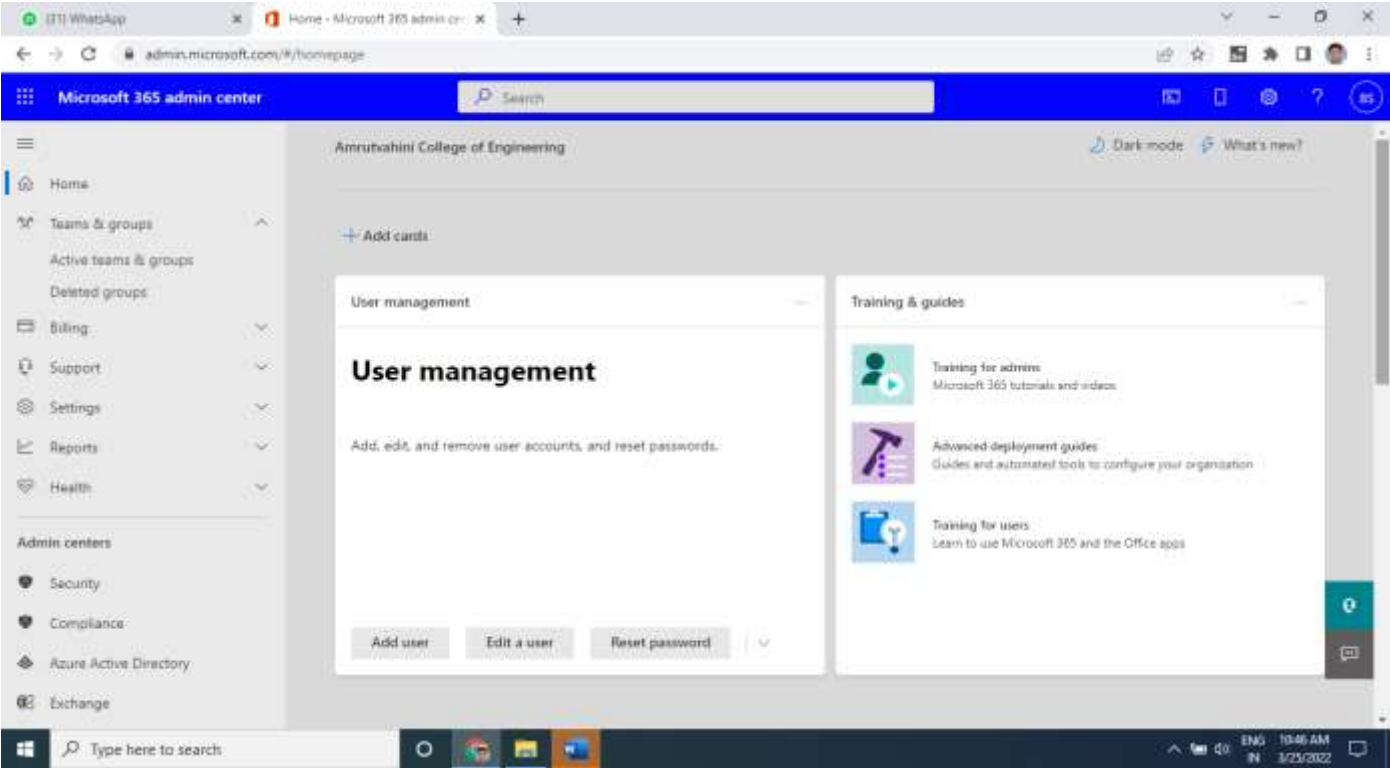 (31) WhatsApp
Home - Microsoft 365 admin cen
admin.microsoft.com/#/homepage
Microsoft 365 admin center
Search
BS
Amrutvahini College of Engineering
Dark mode
What's new?
Home
Teams & groups
Active teams & groups
Deleted groups
Billing
Support
Settings
Reports
Health
Admin centers
Security
Compliance
Azure Active Directory
Exchange
Add cards
User management
User management
Add, edit, and remove user accounts, and reset passwords.
Add user
Edit a user
Reset password
Training & guides
Training for admins
Microsoft 365 tutorials and videos
Advanced deployment guides
Guides and automated tools to configure your organization
Training for users
Learn to use Microsoft 365 and the Office apps
Type here to search
ENG
IN
10:46 AM
3/25/2022